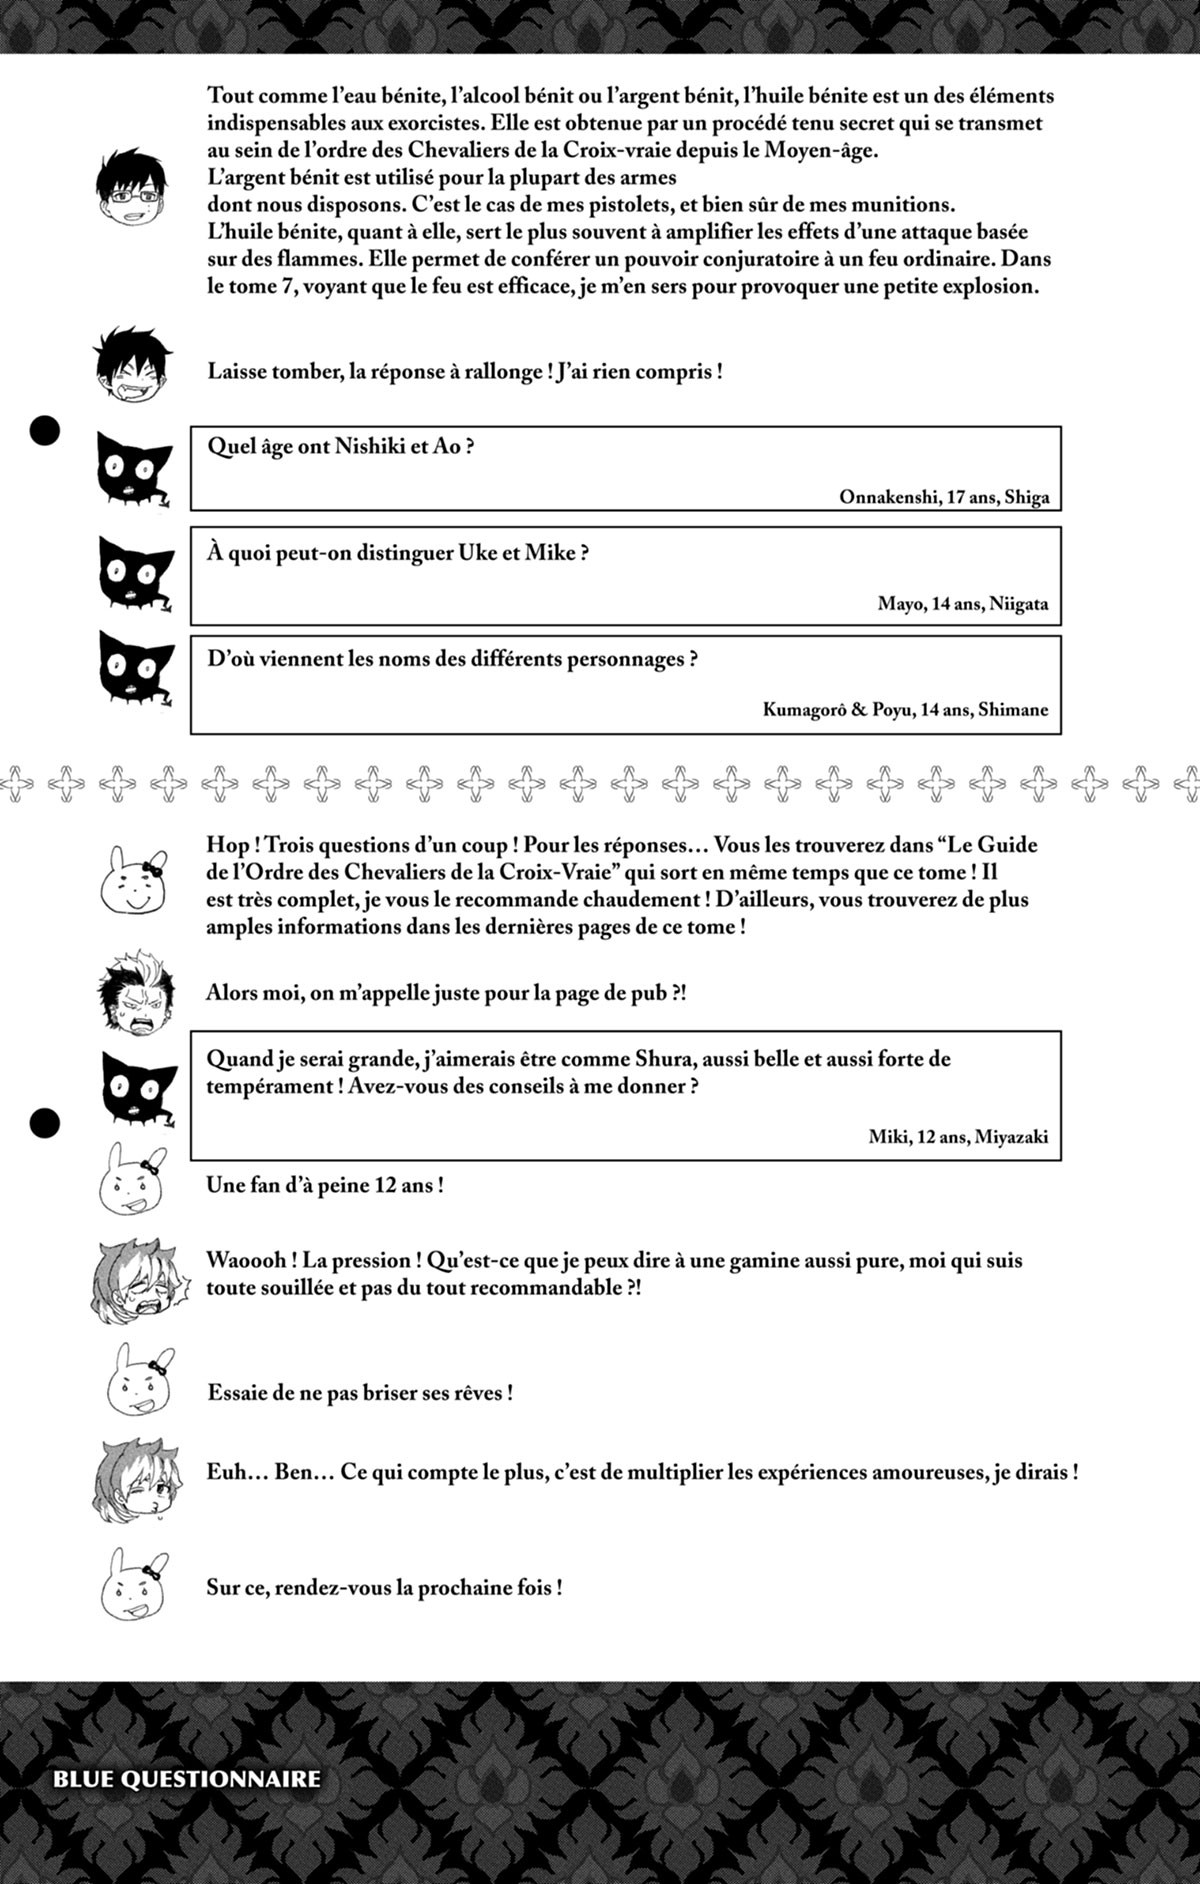 Tout comme l'eau bénite, l'alcool bénit ou l'argent bénit, l'huile bénite est un des éléments
indispensables aux exorcistes. Elle est obtenue par un procédé tenu secret qui se transmet
au sein de l'ordre des Chevaliers de la Croix-vraie depuis le Moyen-âge.
L'argent bénit est utilisé pour la plupart des armes
dont nous disposons. C'est le cas de mes pistolets, et bien sûr de mes munitions.
L'huile bénite, quant à elle, sert le plus souvent à amplifier les effets d'une attaque basée
sur des flammes. Elle permet de conférer un pouvoir conjuratoire à un feu ordinaire. Dans
le tome 7, voyant que le feu est efficace, je m'en sers pour provoquer une petite explosion.
Laisse tomber, la réponse à rallonge ! J'ai rien compris !
Quel âge ont Nishiki et Ao ?
Onnakenshi, 17 ans, Shiga
À quoi peut-on distinguer Uke et Mike ?
Mayo, 14 ans, Niigata
D'où viennent les noms des différents personnages ?
Kumagorô & Poyu, 14 ans, Shimane
Hop ! Trois questions d'un coup ! Pour les réponses… Vous les trouverez dans “Le Guide
de l'Ordre des Chevaliers de la Croix-Vraie” qui sort en même temps que ce tome ! Il
est très complet, je vous le recommande chaudement ! D'ailleurs, vous trouverez de plus
amples informations dans les dernières pages de ce tome !
Alors moi, on m'appelle juste pour la page de pub ?!
Quand je serai grande, j'aimerais être comme Shura, aussi belle et aussi forte de
tempérament ! Avez-vous des conseils à me donner ?
Miki, 12 ans, Miyazaki
Une fan d'à peine 12 ans !
Waoooh ! La pression ! Qu'est-ce que je peux dire à une gamine aussi pure, moi qui suis
toute souillée et pas du tout recommandable ?!
Essaie de ne pas briser ses rêves !
Euh… Ben… Ce qui compte le plus, c'est de multiplier les expériences amoureuses, je dirais !
Sur ce, rendez-vous la prochaine fois !
BLUE QUESTIONNAIRE